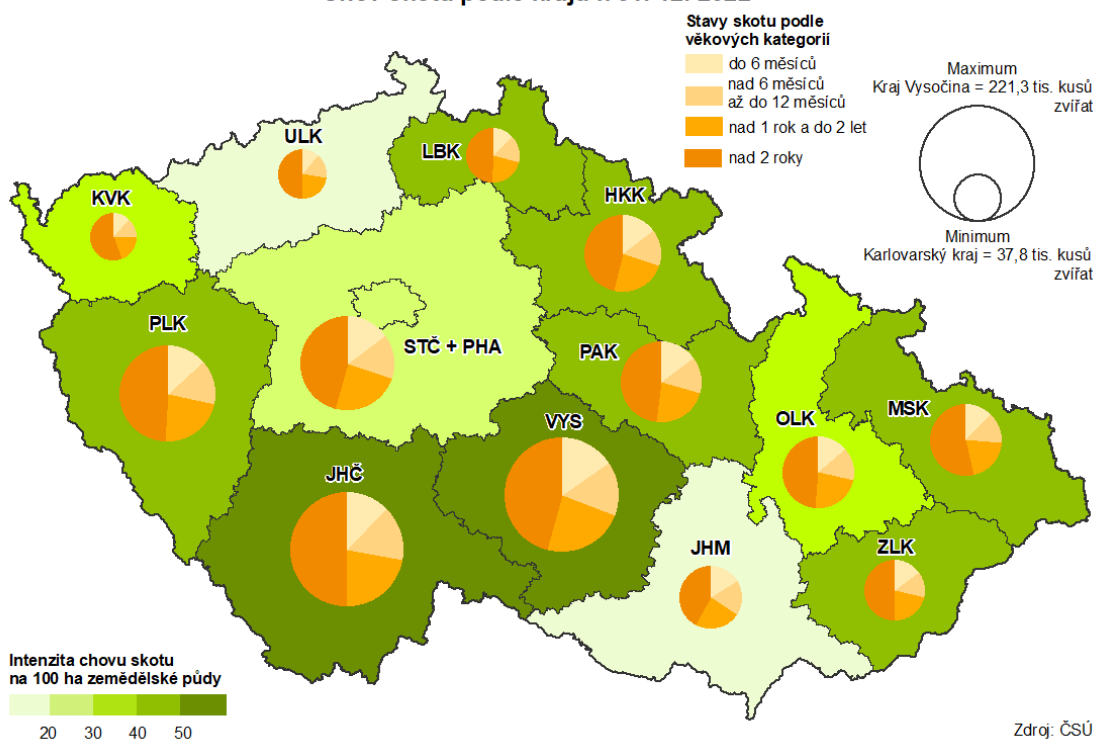 Stavy skotu podle
věkových kategorií
do 6 měsíců
nad 6 měsíců
až do 12 měsíců
nad 1 rok a do 2 let
nad 2 roky
Maximum
Kraj Vysočina = 221,3 tis. kusů
zvířat
Minimum
Karlovarský kraj = 37,8 tis. kusů
zvířat
ULK
LBK
KVK
HKK
PLK
STČ + PHA
PAK
OLK
MSK
VYS
JHČ
JHM
ZLK
Intenzita chovu skotu
na 100 ha zemědělské půdy
20 30 40 50
Zdroj: ČSÚ